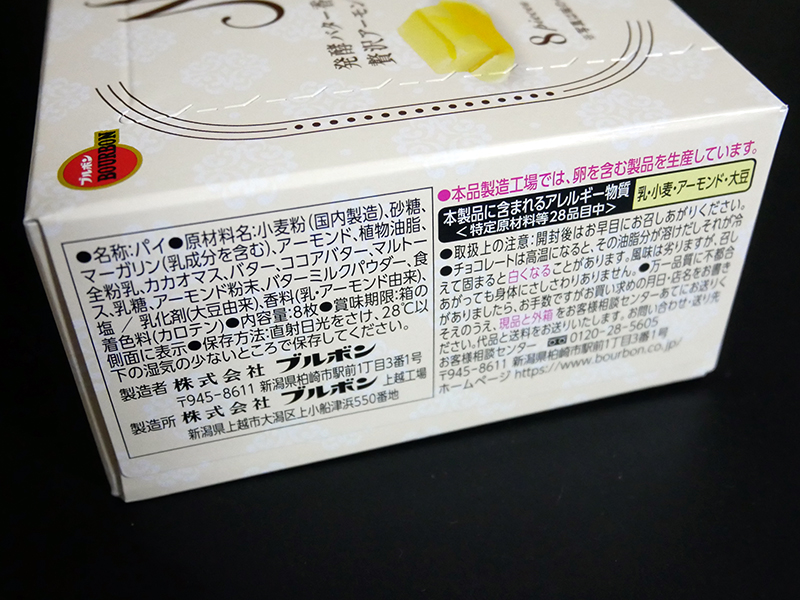 発酵バター香
贅沢アーモン
8
ブルボン
BOURBON
●名称:パイ●原材料名:小麦粉(国内製造)、砂糖、
マーガリン(乳成分を含む)、アーモンド、植物油脂、
全粉乳、カカオマス、バター、ココアバター、マルトー
ス、乳糖、アーモンド粉末、バターミルクパウダー、食
塩/乳化剤(大豆由来)、香料(乳・アーモンド由来)、
着色料(カロテン)●内容量:8枚●賞味期限:箱の
側面に表示●保存方法:直射日光をさけ、28℃以
下の湿気の少ないところで保存してください。
製造者 株式会社 ブルボン
〒945-8611 新潟県柏崎市駅前1丁目3番1号
製造所 株式会社 ブルボン 上越工場
新潟県上越市大潟区上小船津浜550番地
●本品製造工場では、卵を含む製品を生産しています。
本製品に含まれるアレルギー物質
<特定原材料等28品目中>
乳・小麦・アーモンド・大豆
●取扱上の注意:開封後はお早目にお召しあがりください。
●チョコレートは高温になると、その油脂分が溶けだしそれが冷
えて固まると白くなることがあります。風味は劣りますが、召し
あがっても身体にさしさわりありません。●万一品質に不都合
がありましたら、お手数ですがお買い求めの月日・店名をお書き
そえのうえ、現品と外箱をお客様相談センターあてにお送りく
ださい。代品と送料をお送りいたします。お問い合わせ・送り先
お客様相談センター 0120-28-5605
〒945-8611 新潟県柏崎市駅前1丁目3番1号
ホームページ https://www.bourbon.co.jp/